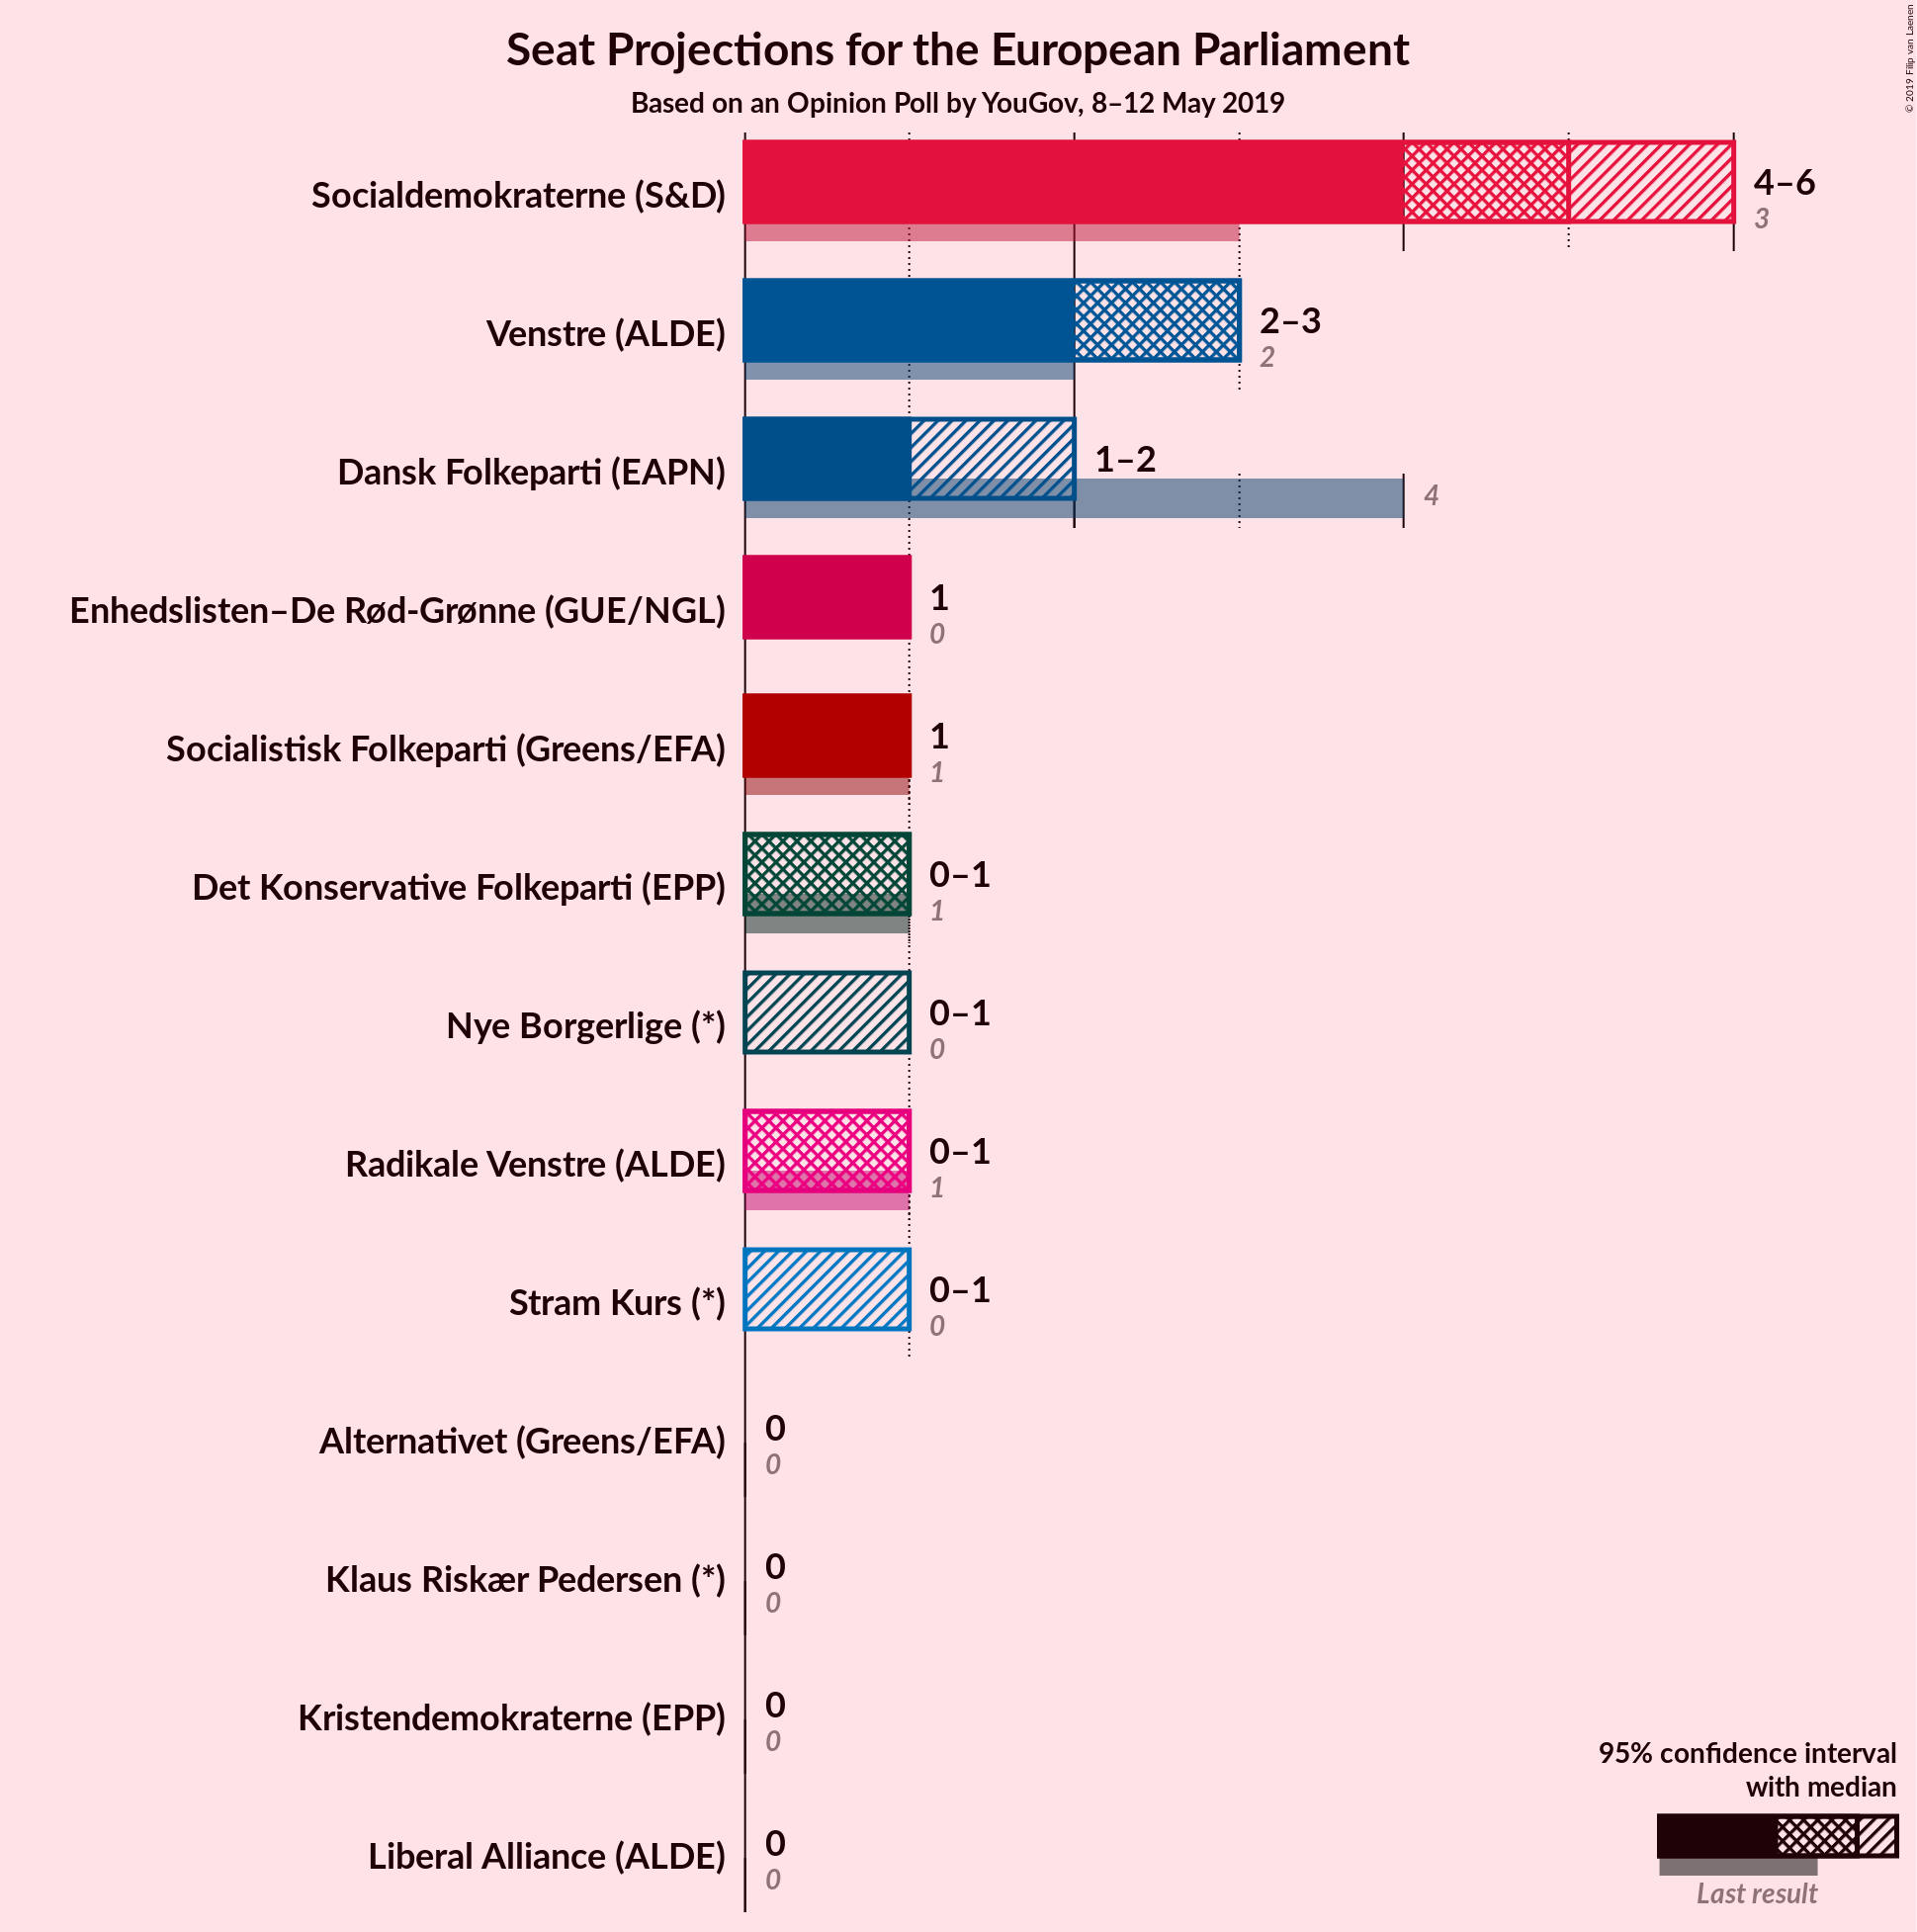 Seat Projections for the European Parliament
Based on an Opinion Poll by YouGov, 8–12 May 2019
© 2019 Filip van Laenen
Socialdemokraterne (S&D)
4–6
3
Venstre (ALDE)
2–3
2
Dansk Folkeparti (EAPN)
1–2
4
Enhedslisten–De Rød-Grønne (GUE/NGL)
1
0
Socialistisk Folkeparti (Greens/EFA)
1
1
Det Konservative Folkeparti (EPP)
0–1
1
Nye Borgerlige (*)
0–1
0
Radikale Venstre (ALDE)
0–1
1
Stram Kurs (*)
0–1
0
Alternativet (Greens/EFA)
0
0
Klaus Riskær Pedersen (*)
0
0
Kristendemokraterne (EPP)
0
0
Liberal Alliance (ALDE)
0
0
95% confidence interval
with median
Last result